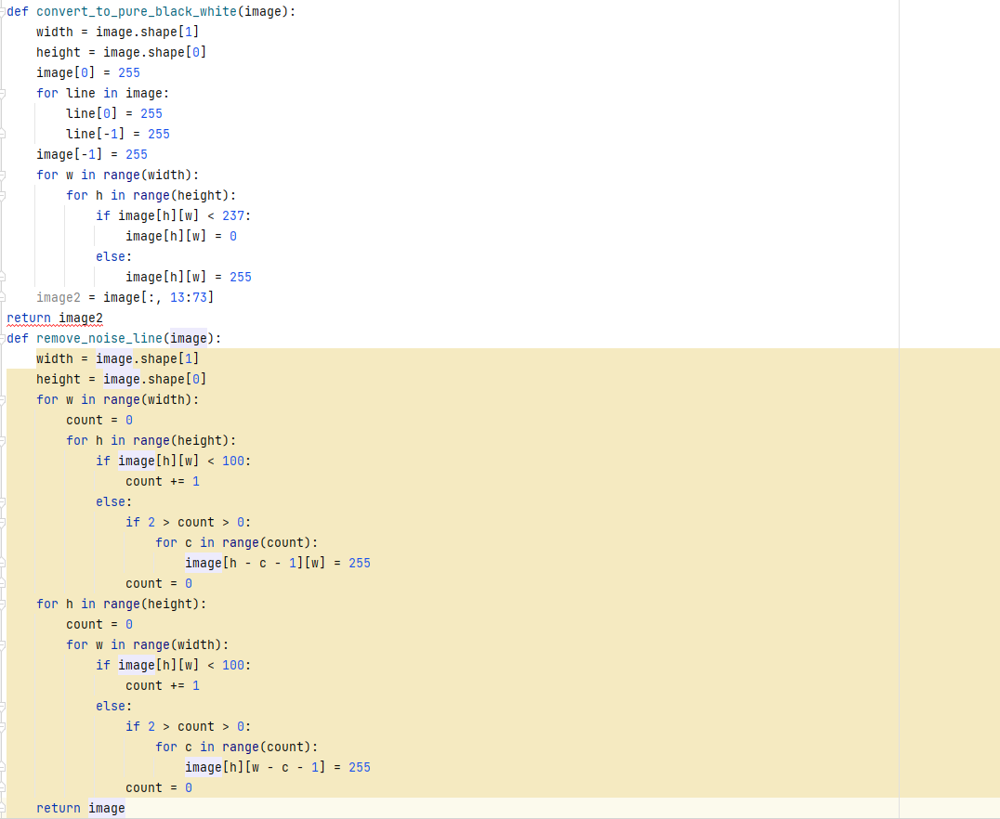 def convert_to_pure_black_white(image):
    width = image.shape[1]
    height = image.shape[0]
    image[0] = 255
    for line in image:
        line[0] = 255
        line[-1] = 255
    image[-1] = 255
    for w in range(width):
        for h in range(height):
            if image[h][w] < 237:
                image[h][w] = 0
            else:
                image[h][w] = 255
    image2 = image[:, 13:73]
return image2
def remove_noise_line(image):
    width = image.shape[1]
    height = image.shape[0]
    for w in range(width):
        count = 0
        for h in range(height):
            if image[h][w] < 100:
                count += 1
            else:
                if 2 > count > 0:
                    for c in range(count):
                        image[h - c - 1][w] = 255
                count = 0
    for h in range(height):
        count = 0
        for w in range(width):
            if image[h][w] < 100:
                count += 1
            else:
                if 2 > count > 0:
                    for c in range(count):
                        image[h][w - c - 1] = 255
                count = 0
    return image